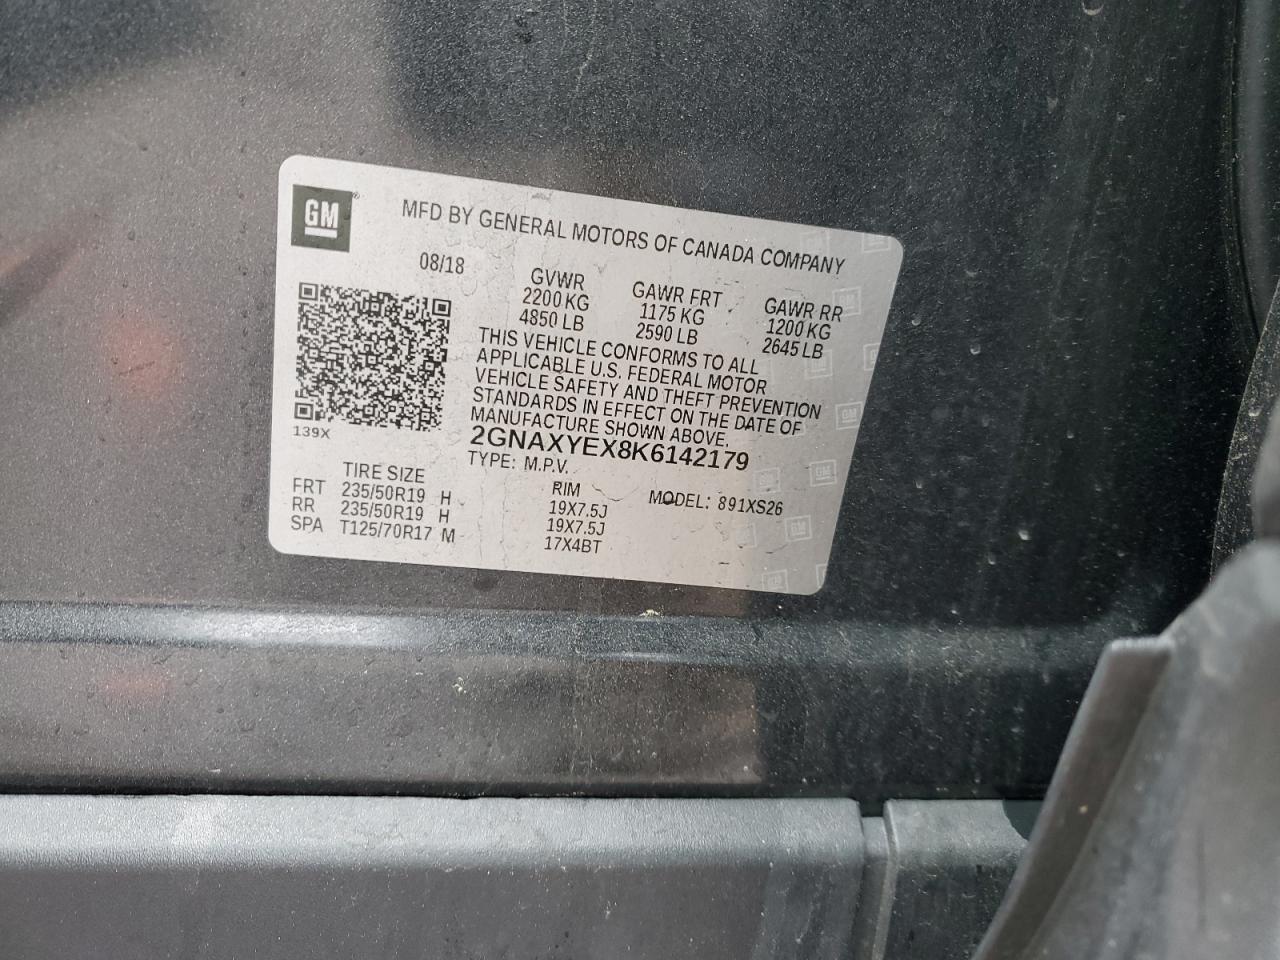 GM
MFD BY GENERAL MOTORS OF CANADA COMPANY
08/18
GVWR GAWR FRT GAWR RR
2200 KG 1175 KG 1200 KG
4850 LB 2590 LB 2645 LB
THIS VEHICLE CONFORMS TO ALL
APPLICABLE U.S. FEDERAL MOTOR
VEHICLE SAFETY AND THEFT PREVENTION
STANDARDS IN EFFECT ON THE DATE OF
MANUFACTURE SHOWN ABOVE.
139X
2GNAXYEX8K6142179
TYPE: M.P.V.
MODEL: 891XS26
TIRE SIZE RIM
FRT 235/50R19 H 19X7.5J
RR 235/50R19 H 19X7.5J
SPA T125/70R17 M 17X4BT